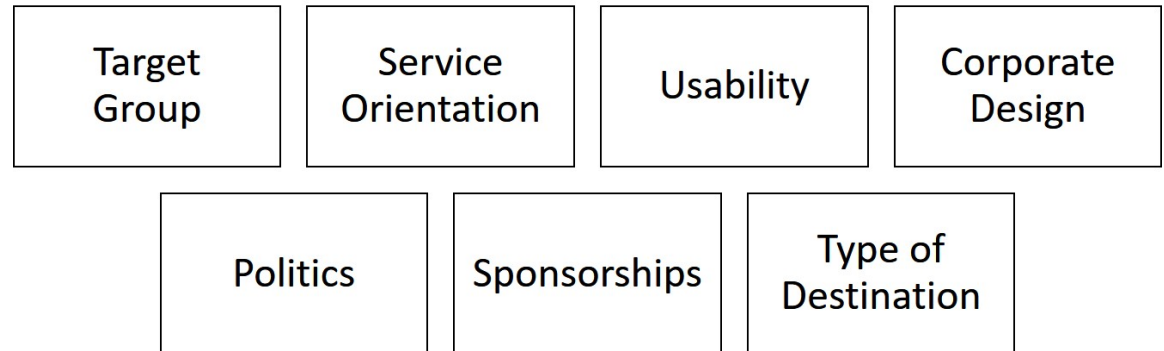 Target
Group
Service
Orientation
Usability
Corporate
Design
Politics
Sponsorships
Type of
Destination